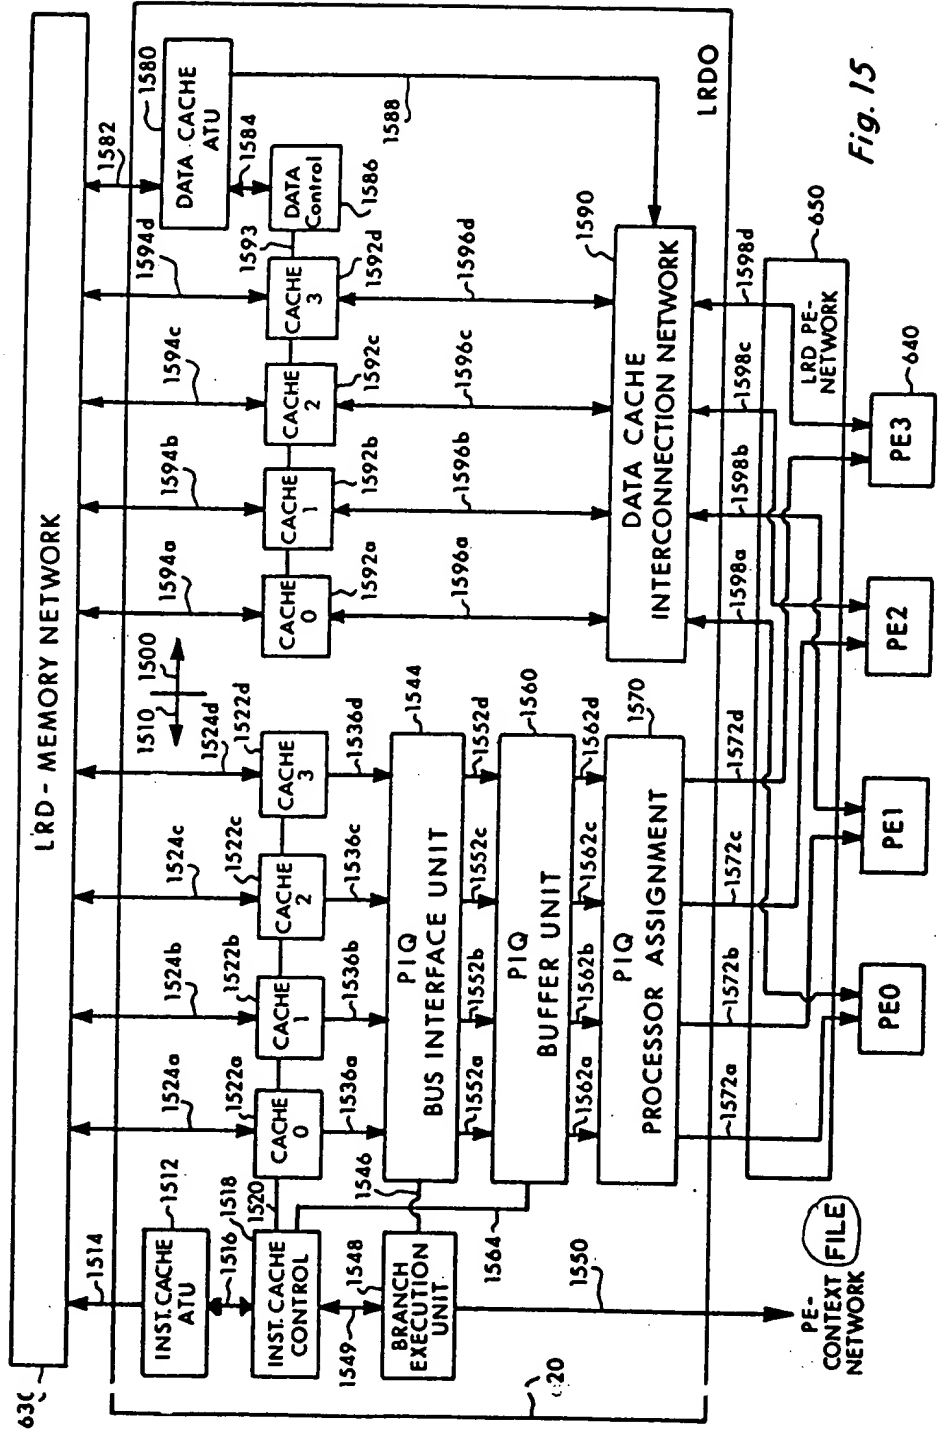 LRD - MEMORY NETWORK
1514
1524a
1524b
1524c
1524d
1510
1500
1594a
1594b
1594c
1594d
1582
1580
INST. CACHE
ATU
1512
DATA CACHE
ATU
1516
1518
1520
1522a
1522b
1522c
1522d
1593
1584
INST. CACHE
CONTROL
CACHE
0
CACHE
1
CACHE
2
CACHE
3
CACHE
0
CACHE
1
CACHE
2
CACHE
3
DATA
Control
1549
1548
1546
1536a
1536b
1536c
1536d
1544
1592a
1592b
1592c
1592d
1586
1588
BRANCH
EXECUTION
UNIT
PIQ
BUS INTERFACE UNIT
1596a
1596b
1596c
1596d
1564
1552a
1552b
1552c
1552d
1560
1590
PIQ
BUFFER UNIT
1550
1562a
1562b
1562c
1562d
1570
DATA CACHE
INTERCONNECTION NETWORK
PIQ
PROCESSOR ASSIGNMENT
LRDO
1572a
1572b
1572c
1572d
1598a
1598b
1598c
1598d
650
LRD PE-
NETWORK
PE-
CONTEXT FILE
NETWORK
PE0
PE1
PE2
PE3
640
Fig. 15